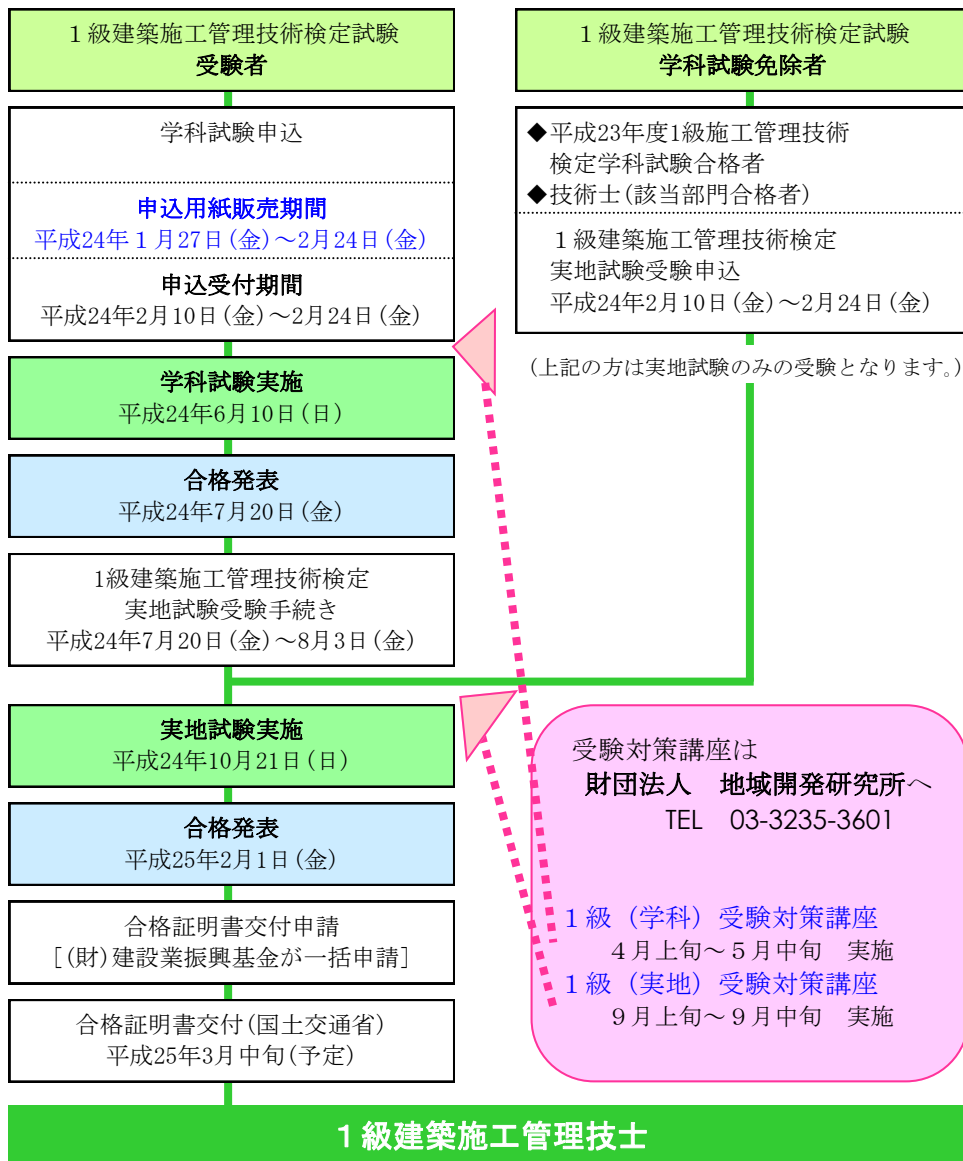 １級建築施工管理技術検定試験
受験者
学科試験申込
申込用紙販売期間
平成24年１月27日(金)～2月24日(金)
申込受付期間
平成24年2月10日(金)～2月24日(金)
学科試験実施
平成24年6月10日(日)
合格発表
平成24年7月20日(金)
1級建築施工管理技術検定
実地試験受験手続き
平成24年7月20日(金)～8月3日(金)
実地試験実施
平成24年10月21日(日)
合格発表
平成25年2月1日(金)
合格証明書交付申請
[(財)建設業振興基金が一括申請]
合格証明書交付(国土交通省)
平成25年3月中旬(予定)
１級建築施工管理技術検定試験
学科試験免除者
◆平成23年度1級施工管理技術
検定学科試験合格者
◆技術士(該当部門合格者)
１級建築施工管理技術検定
実地試験受験申込
平成24年2月10日(金)～2月24日(金)
(上記の方は実地試験のみの受験となります。)
受験対策講座は
財団法人　地域開発研究所へ
TEL　03-3235-3601
１級（学科）受験対策講座
４月上旬～５月中旬　実施
１級（実地）受験対策講座
９月上旬～９月中旬　実施
１級建築施工管理技士